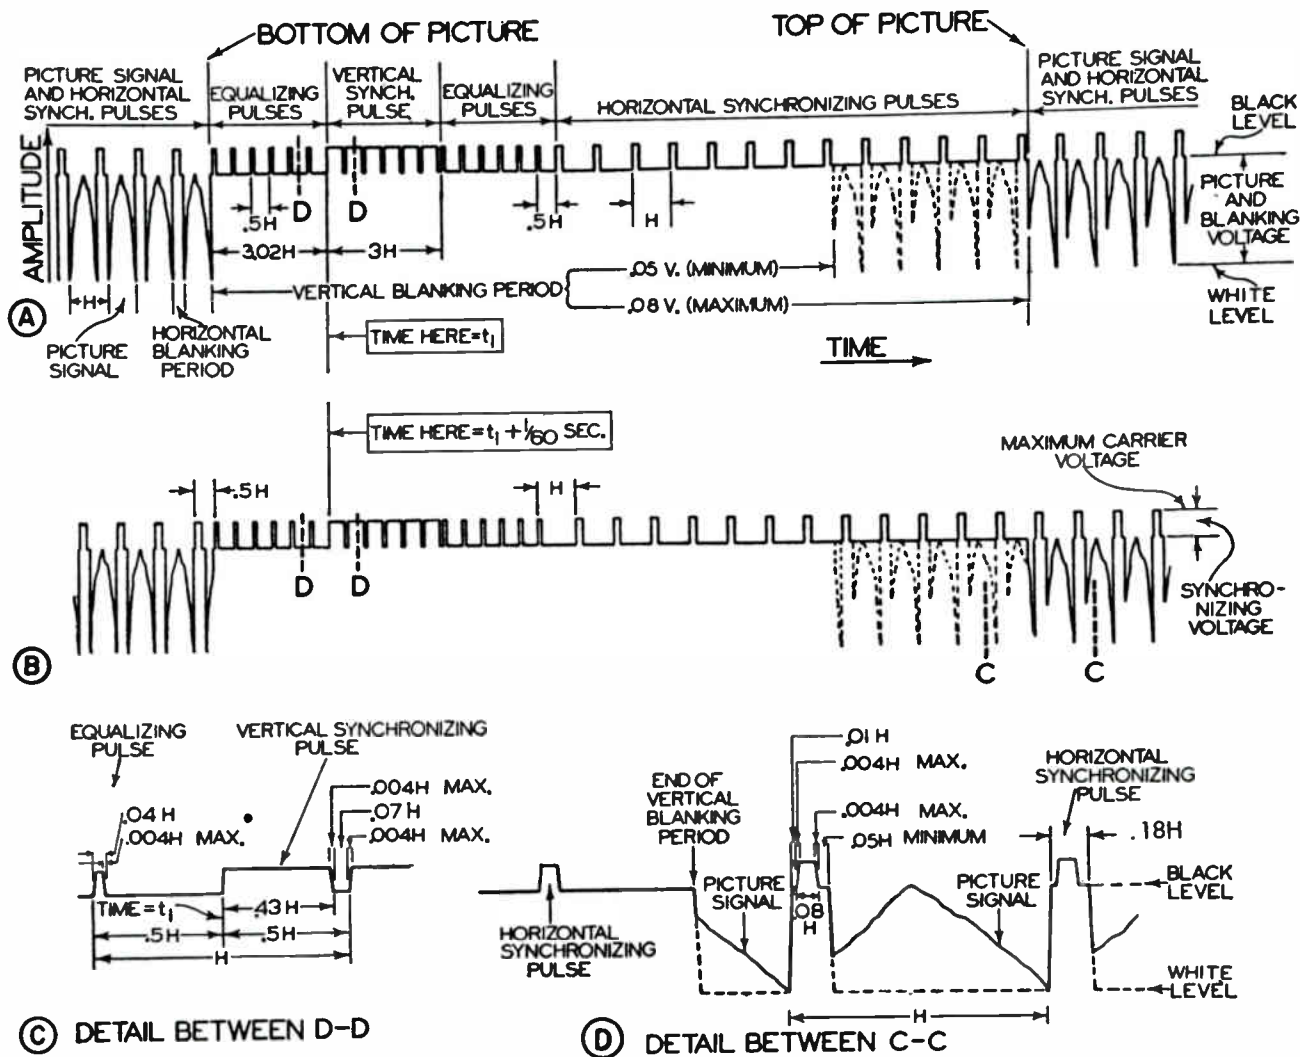 BOTTOM OF PICTURE
TOP OF PICTURE
PICTURE SIGNAL
AND HORIZONTAL
SYNCH. PULSES
EQUALIZING
PULSES
VERTICAL
SYNCH.
PULSE
EQUALIZING
PULSES
HORIZONTAL SYNCHRONIZING PULSES
PICTURE SIGNAL
AND HORIZONTAL
SYNCH. PULSES
BLACK
LEVEL
AMPLITUDE
PICTURE
AND
BLANKING
VOLTAGE
D
D
.5H
.5H
H
3.02H
3H
H
VERTICAL BLANKING PERIOD
.05 V. (MINIMUM)
.08 V. (MAXIMUM)
WHITE
LEVEL
A
PICTURE
SIGNAL
HORIZONTAL
BLANKING
PERIOD
TIME HERE=t₁
TIME
TIME HERE=t₁+1/60 SEC.
MAXIMUM CARRIER
VOLTAGE
.5H
H
D
D
C
C
SYNCHRO-
NIZING
VOLTAGE
B
EQUALIZING
PULSE
VERTICAL SYNCHRONIZING
PULSE
.004H MAX.
.07H
.004H MAX.
.04H
.004H MAX.
TIME=t₁
.43H
.5H
.5H
H
C DETAIL BETWEEN D-D
.01H
.004H MAX.
.004H MAX.
.05H MINIMUM
END OF
VERTICAL
BLANKING
PERIOD
HORIZONTAL
SYNCHRONIZING
PULSE
.18H
PICTURE
SIGNAL
.08
H
PICTURE
SIGNAL
BLACK
LEVEL
HORIZONTAL
SYNCHRONIZING
PULSE
WHITE
LEVEL
H
D DETAIL BETWEEN C-C